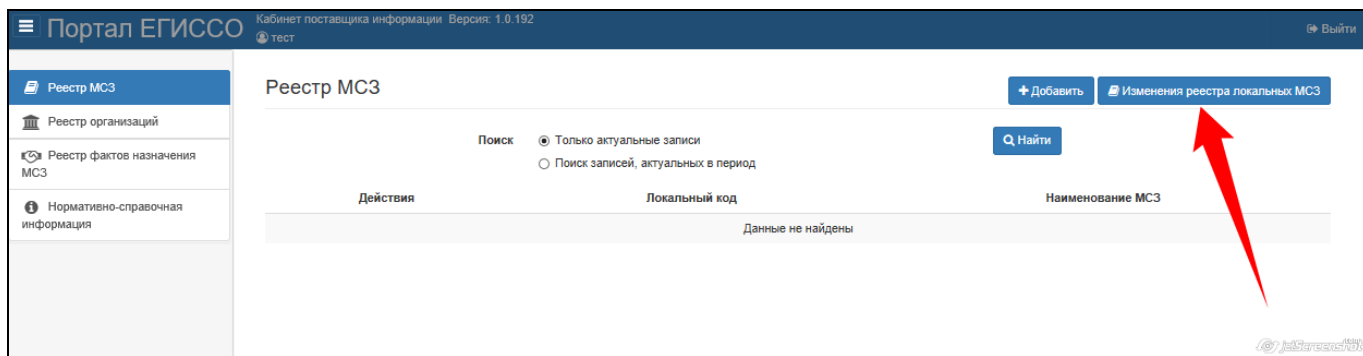 Портал ЕГИССО
Кабинет поставщика информации Версия: 1.0.192
тест
Выйти
Реестр МСЗ
Реестр организаций
Реестр фактов назначения
МСЗ
Нормативно-справочная
информация
Реестр МСЗ
Добавить
Изменения реестра локальных МСЗ
Поиск
Только актуальные записи
Поиск записей, актуальных в период
Найти
Действия Локальный код Наименование МСЗ
Данные не найдены